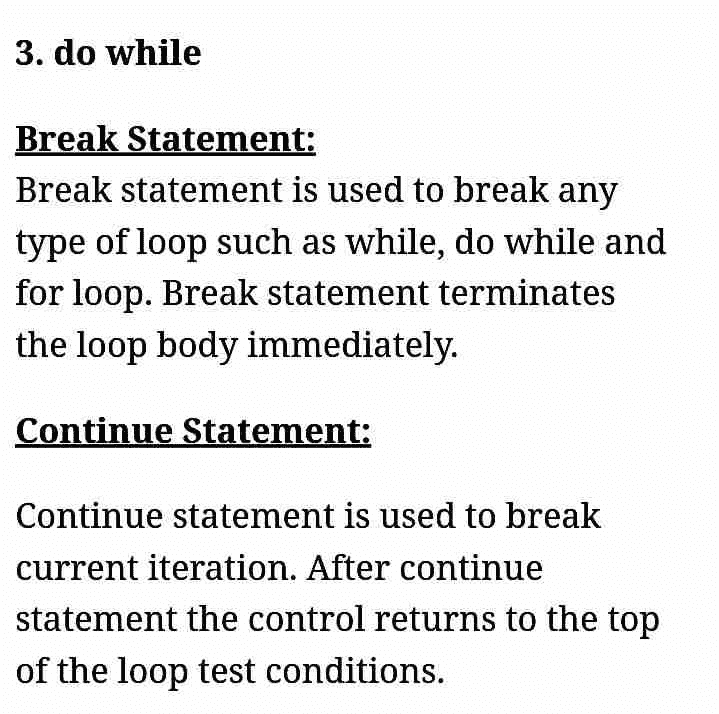 3. do while
Break Statement:
Break statement is used to break any
type of loop such as while, do while and
for loop. Break statement terminates
the loop body immediately.
Continue Statement:
Continue statement is used to break
current iteration. After continue
statement the control returns to the top
of the loop test conditions.